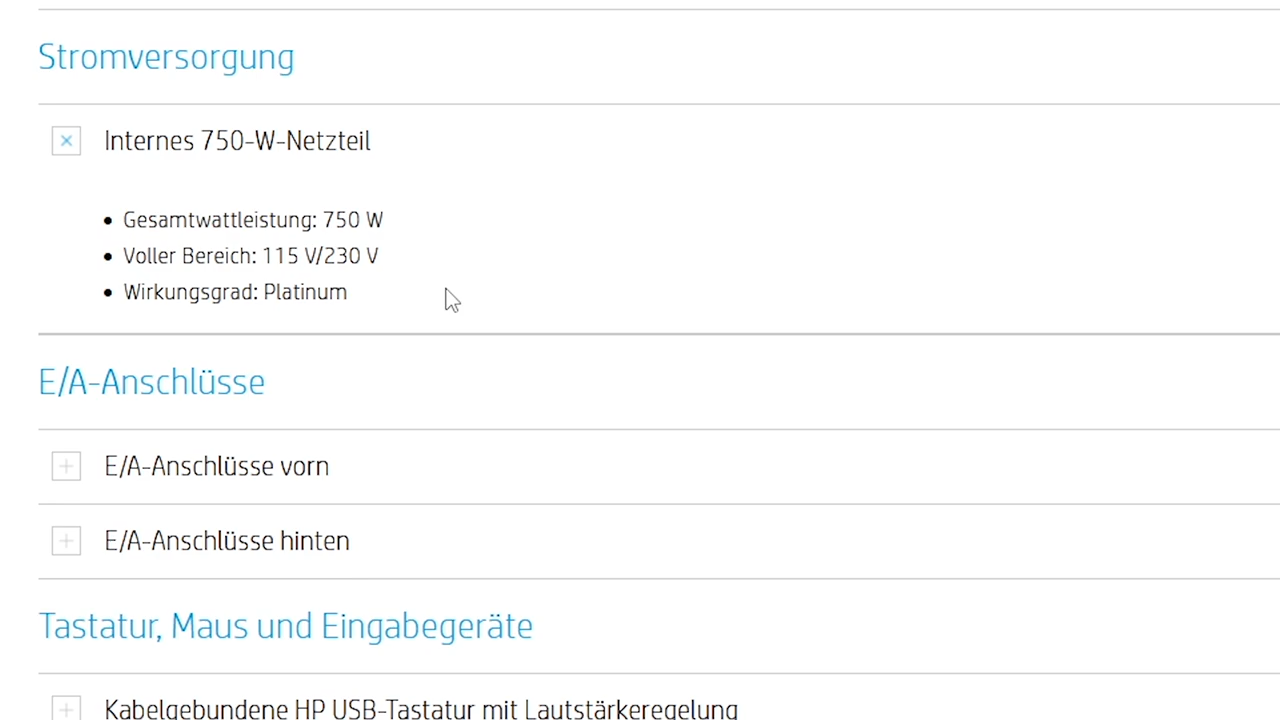 Stromversorgung
Internes 750-W-Netzteil
Gesamtwattleistung: 750 W
Voller Bereich: 115 V/230 V
Wirkungsgrad: Platinum
E/A-Anschlüsse
E/A-Anschlüsse vorn
E/A-Anschlüsse hinten
Tastatur, Maus und Eingabegeräte
Kabelgebundene HP USB-Tastatur mit Lautstärkeregelung